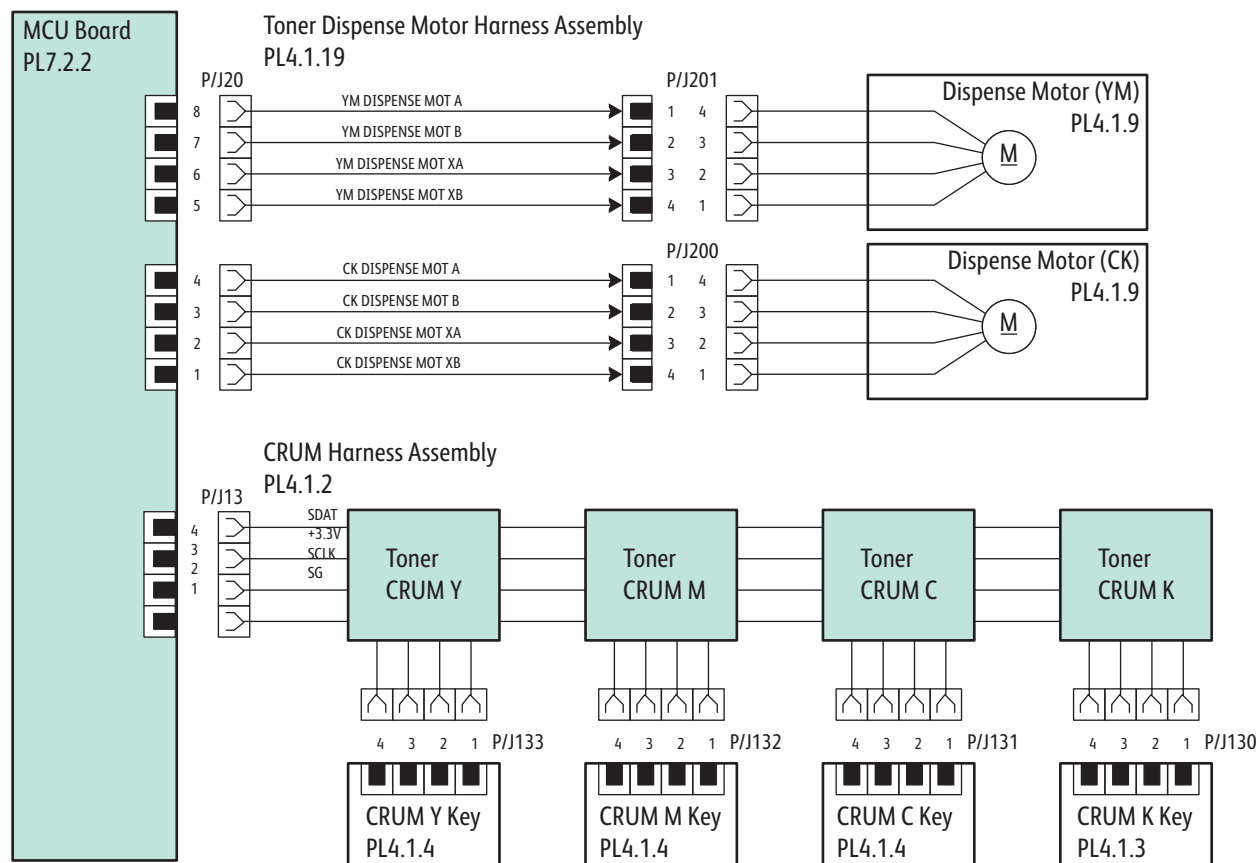 MCU Board
PL7.2.2
Toner Dispense Motor Harness Assembly
PL4.1.19
P/J20
P/J201
8
YM DISPENSE MOT A
1 4
7
YM DISPENSE MOT B
2 3
6
YM DISPENSE MOT XA
3 2
5
YM DISPENSE MOT XB
4 1
Dispense Motor (YM)
PL4.1.9
M
P/J200
4
CK DISPENSE MOT A
1 4
3
CK DISPENSE MOT B
2 3
2
CK DISPENSE MOT XA
3 2
1
CK DISPENSE MOT XB
4 1
Dispense Motor (CK)
PL4.1.9
M
CRUM Harness Assembly
PL4.1.2
P/J13
4
3
2
1
SDAT
+3.3V
SCLK
SG
Toner
CRUM Y
Toner
CRUM M
Toner
CRUM C
Toner
CRUM K
4 3 2 1 P/J133
4 3 2 1 P/J132
4 3 2 1 P/J131
4 3 2 1 P/J130
CRUM Y Key
PL4.1.4
CRUM M Key
PL4.1.4
CRUM C Key
PL4.1.4
CRUM K Key
PL4.1.3